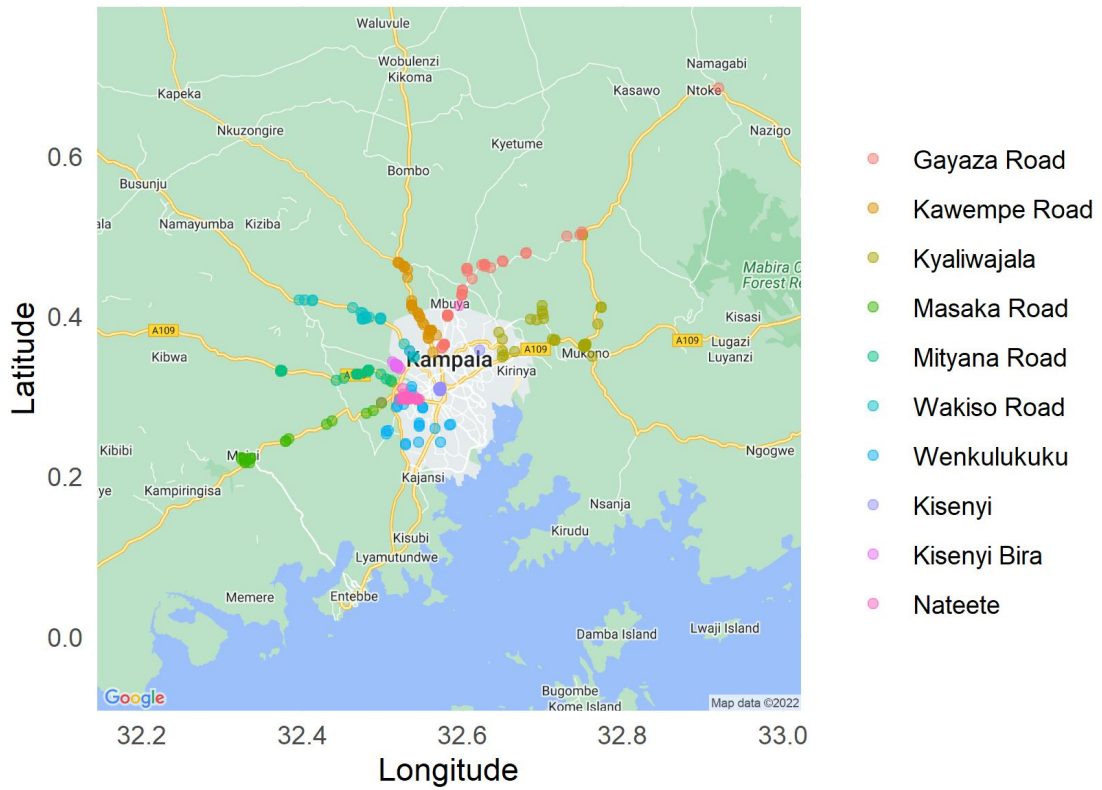 Waluvule
Wobulenzi
Kikoma
Namagabi
Kapeka
Kasawo
Ntoke
Nkuzongire
Kyetume
Nazigo
0.6
Bombo
Busunju
ala
Namayumba
Kiziba
Mabira C
Forest Re
0.4
Mbuya
Kisasi
A109
A109
A109
Lugazi
Luyanzi
Kibwa
Kampala
Mukono
Kirinya
Kibibi
Ngogwe
0.2
ye
Kampiringisa
Kajansi
Nsanja
Kisubi
Kirudu
Lyamutundwe
Memere
Entebbe
0.0
Damba Island
Lwaji Island
Bugombe
Kome Island
Google
Map data ©2022
32.2
32.4
32.6
32.8
33.0
Longitude
Latitude
Gayaza Road
Kawempe Road
Kyaliwajala
Masaka Road
Mityana Road
Wakiso Road
Wenkulukuku
Kisenyi
Kisenyi Bira
Nateete